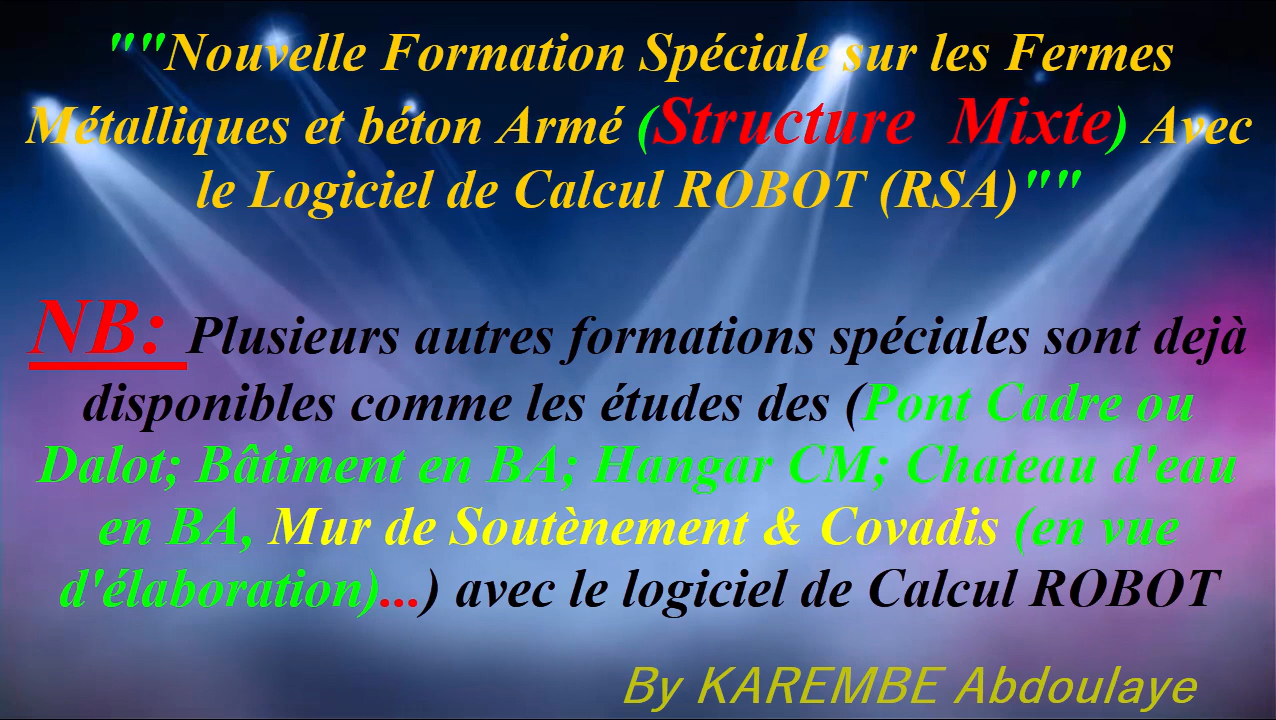 ""Nouvelle Formation Spéciale sur les Fermes
Métalliques et béton Armé (Structure Mixte) Avec
le Logiciel de Calcul ROBOT (RSA)""
NB: Plusieurs autres formations spéciales sont dejà
disponibles comme les études des (Pont Cadre ou
Dalot; Bâtiment en BA; Hangar CM; Chateau d'eau
en BA, Mur de Soutènement & Covadis (en vue
d'élaboration)...) avec le logiciel de Calcul ROBOT
By KAREMBE Abdoulaye